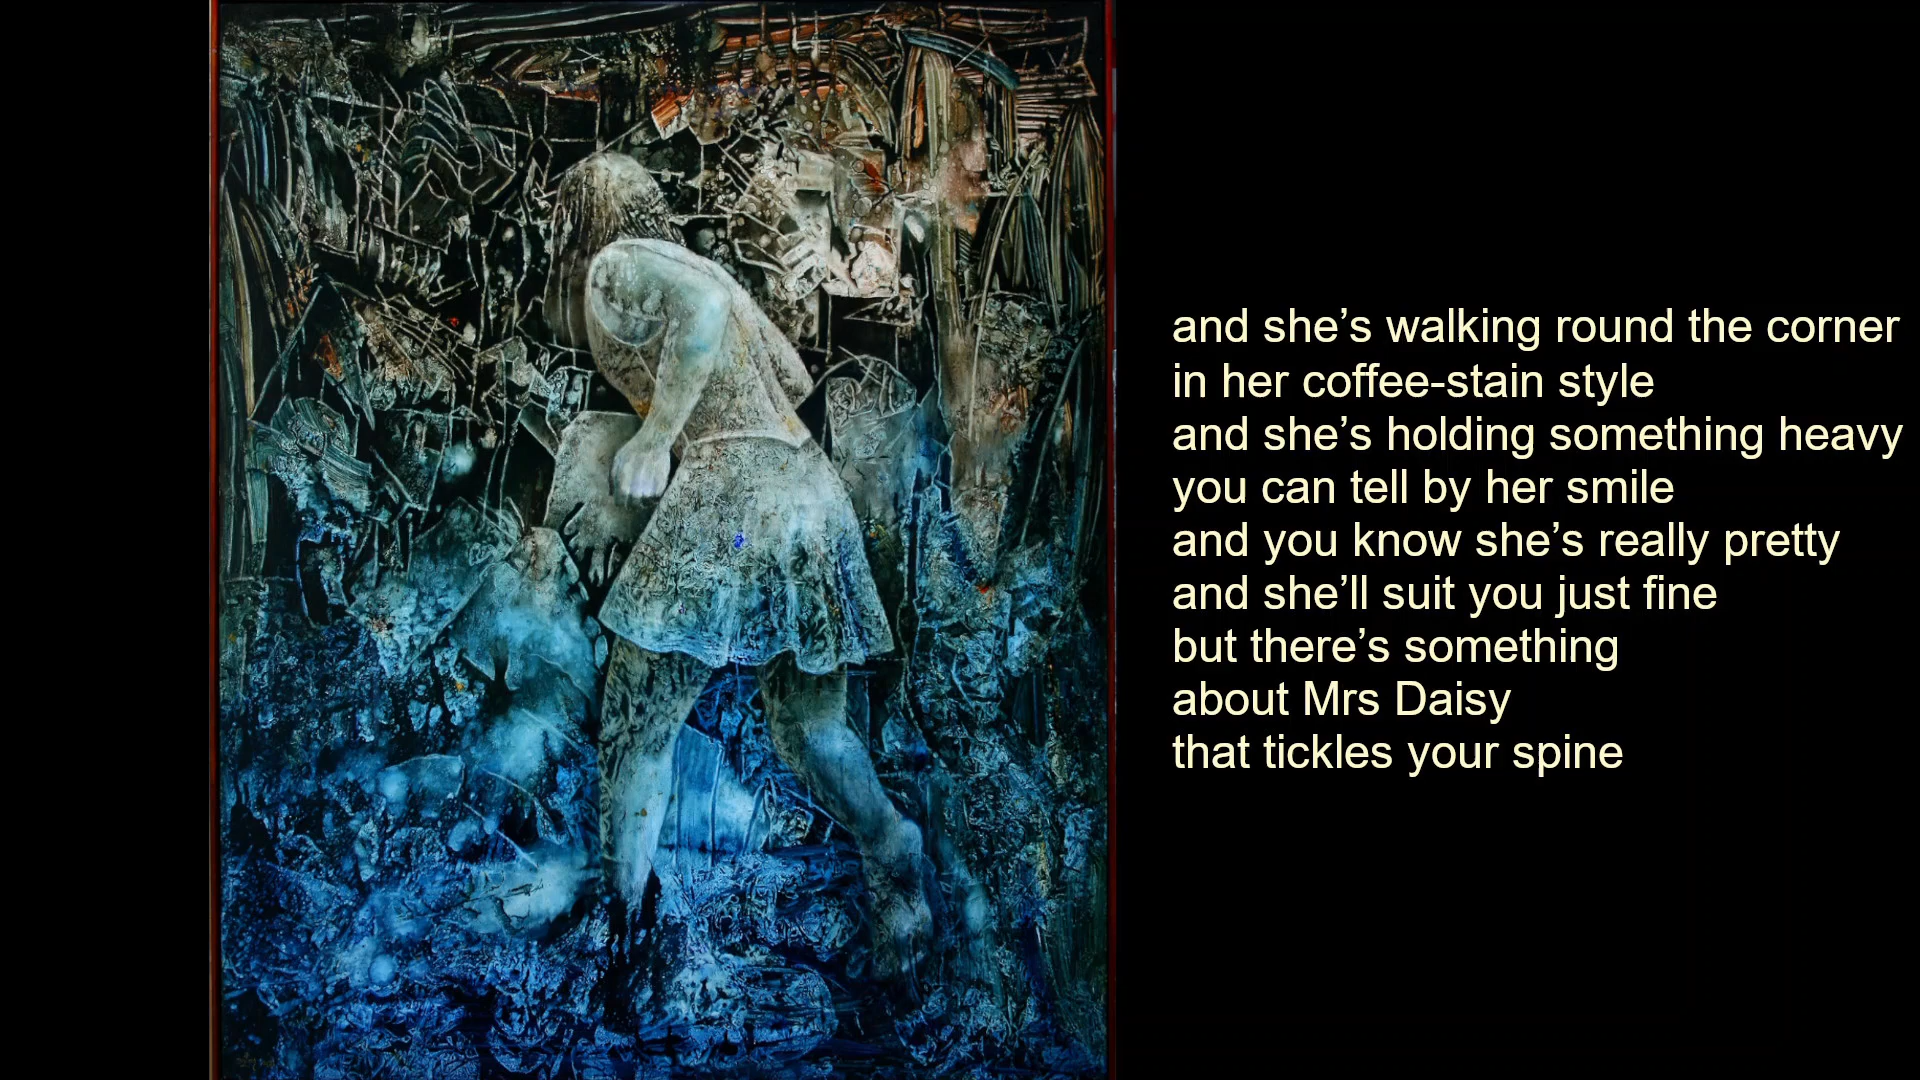 and she’s walking round the corner
in her coffee-stain style
and she’s holding something heavy
you can tell by her smile
and you know she’s really pretty
and she’ll suit you just fine
but there’s something
about Mrs Daisy
that tickles your spine